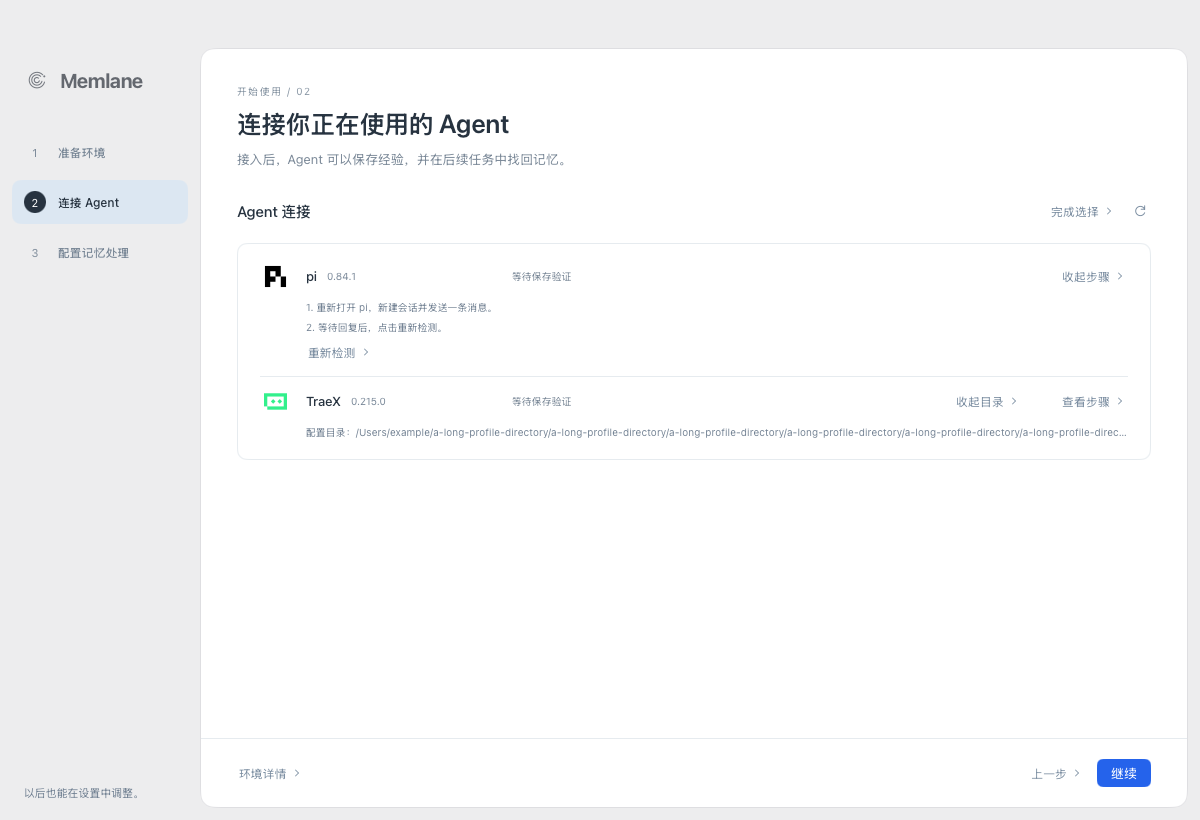 Memlane
1 准备环境
2 连接 Agent
3 配置记忆处理
以后也能在设置中调整。
开始使用 / 02
连接你正在使用的 Agent
接入后，Agent 可以保存经验，并在后续任务中找回记忆。
Agent 连接
完成选择
pi 0.84.1 等待保存验证 收起步骤
1. 重新打开 pi，新建会话并发送一条消息。
2. 等待回复后，点击重新检测。
重新检测
TraeX 0.215.0 等待保存验证 收起目录 查看步骤
配置目录：/Users/example/a-long-profile-directory/a-long-profile-directory/a-long-profile-directory/a-long-profile-directory/a-long-profile-directory/a-long-profile-direc...
环境详情
上一步
继续